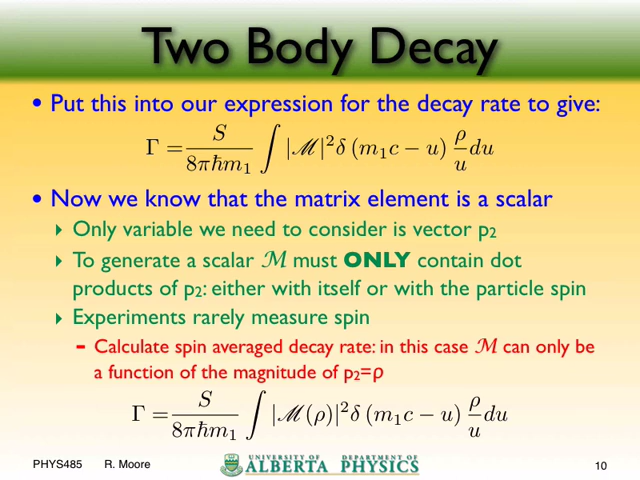 Two Body Decay
• Put this into our expression for the decay rate to give:
Γ = S / 8πℏm₁ ∫ |ℳ|² δ (m₁c − u) ρ/u du
• Now we know that the matrix element is a scalar
‣ Only variable we need to consider is vector p₂
‣ To generate a scalar ℳ must ONLY contain dot
products of p₂: either with itself or with the particle spin
‣ Experiments rarely measure spin
– Calculate spin averaged decay rate: in this case ℳ can only be
a function of the magnitude of p₂=ρ
Γ = S / 8πℏm₁ ∫ |ℳ(ρ)|² δ (m₁c − u) ρ/u du
PHYS485 R. Moore UNIVERSITY OF DEPARTMENT OF 10
ALBERTA PHYSICS